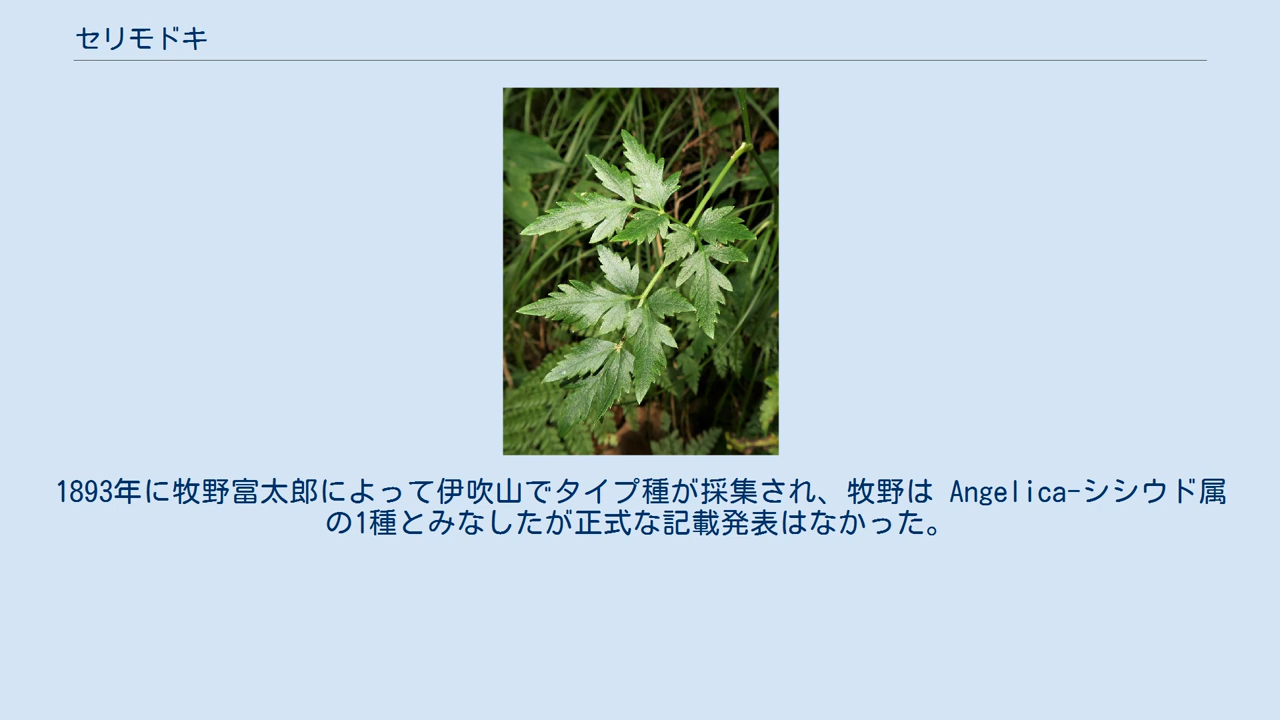 セリモドキ
1893年に牧野富太郎によって伊吹山でタイプ種が採集され、牧野は Angelica-シシウド属
の1種とみなしたが正式な記載発表はなかった。